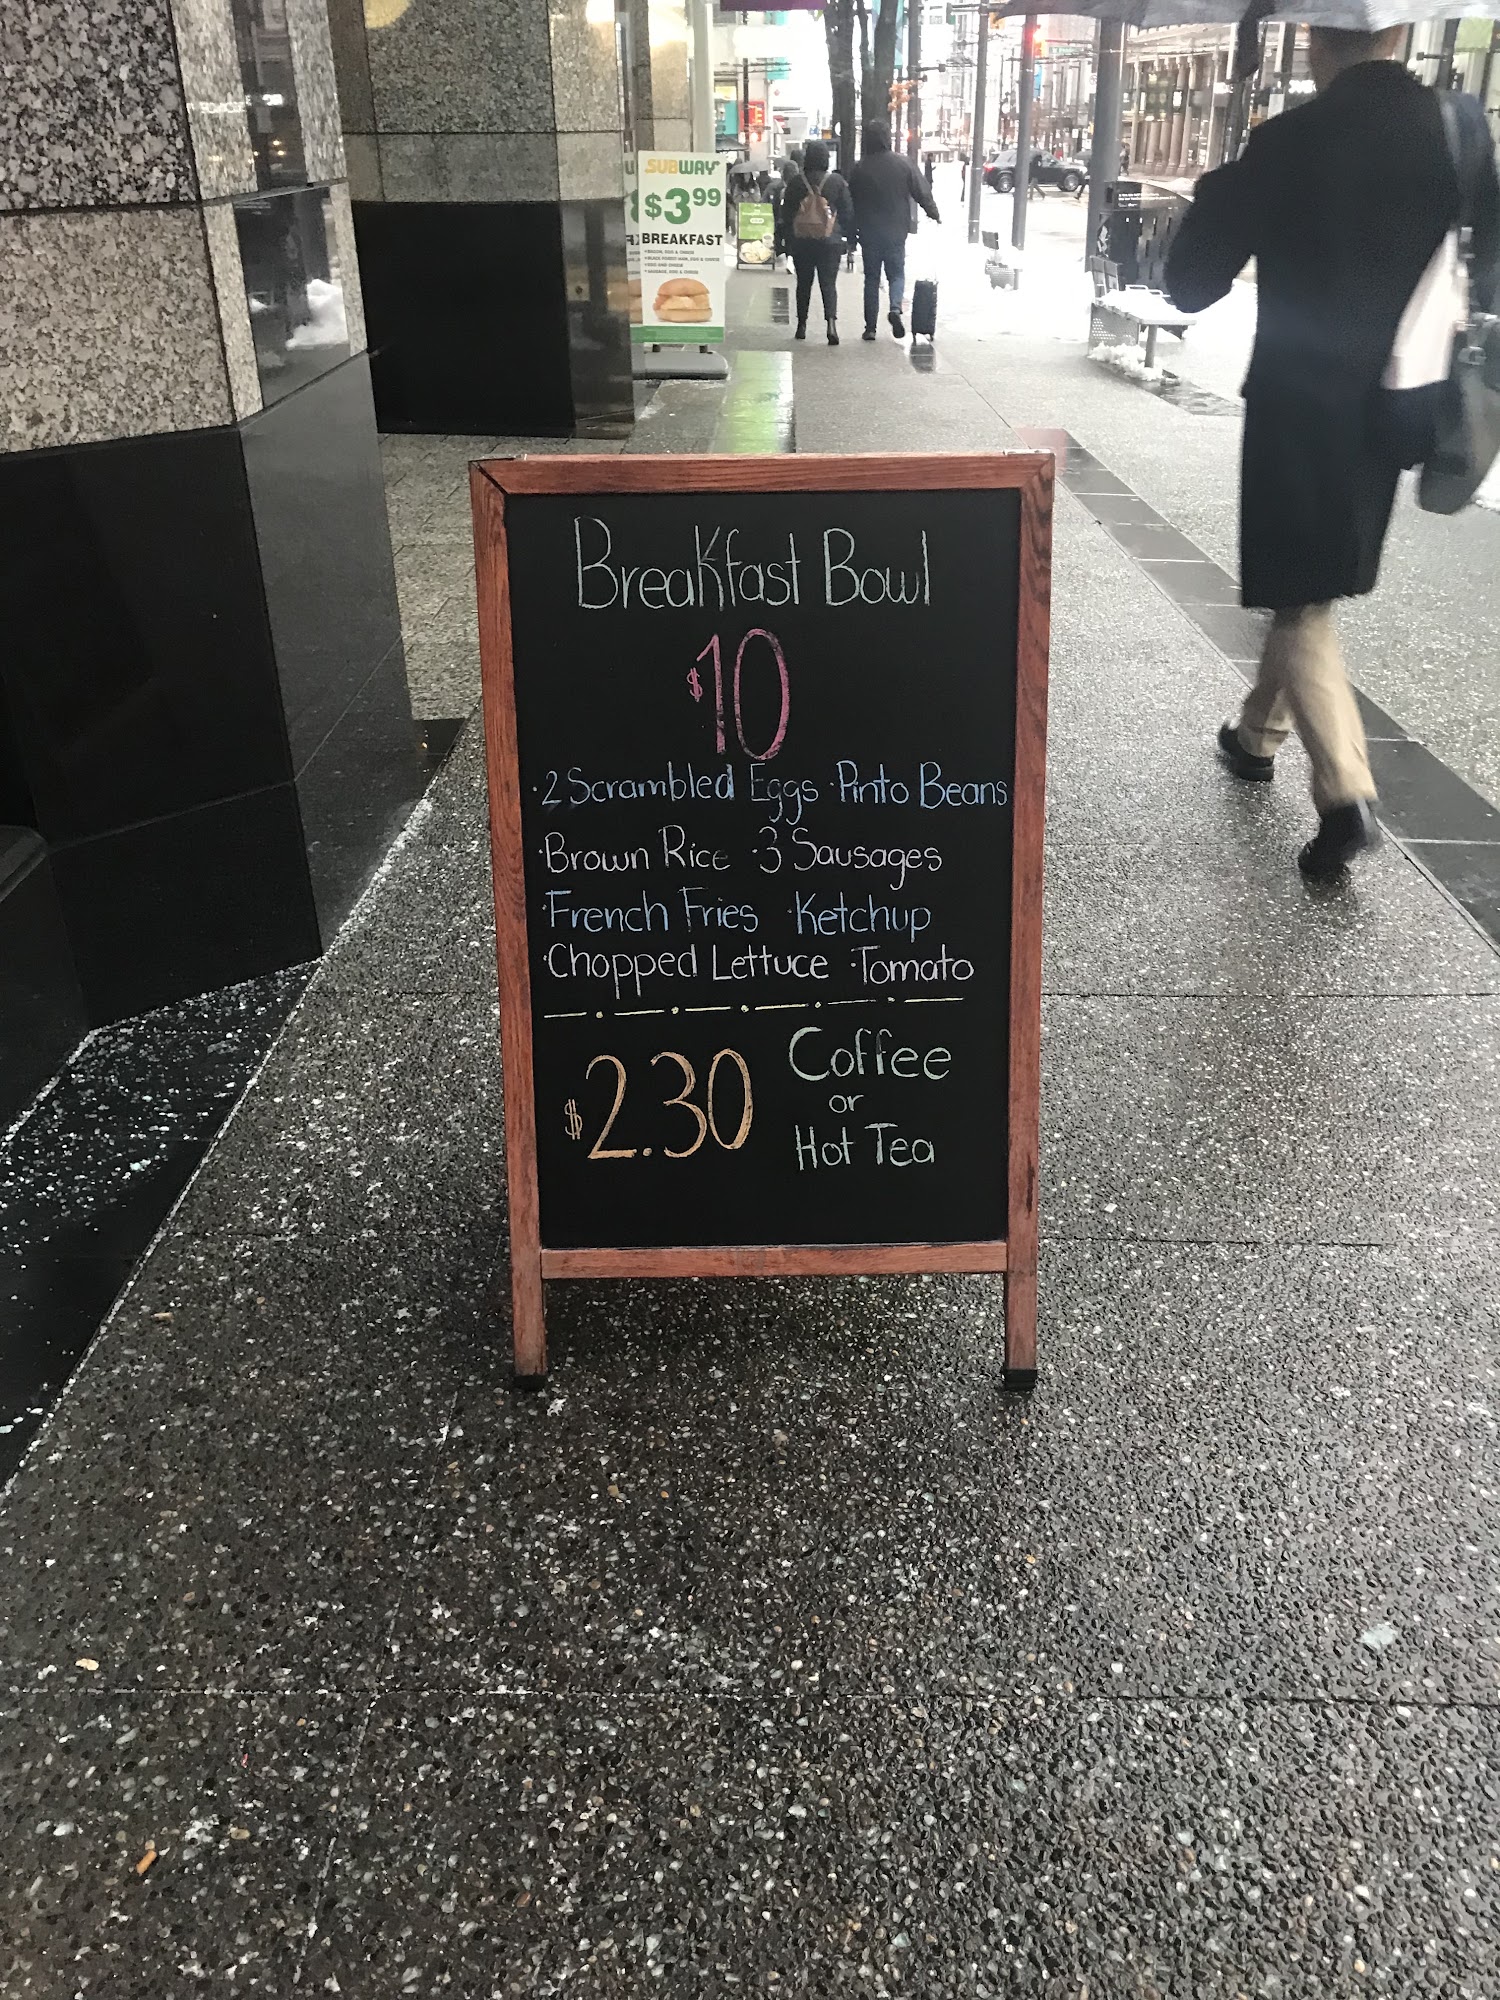 SUBWAY
$3.99
BREAKFAST
Breakfast Bowl
$10
·2 Scrambled Eggs ·Pinto Beans
·Brown Rice ·3 Sausages
·French Fries ·Ketchup
·Chopped Lettuce ·Tomato
$2.30 Coffee
or
Hot Tea